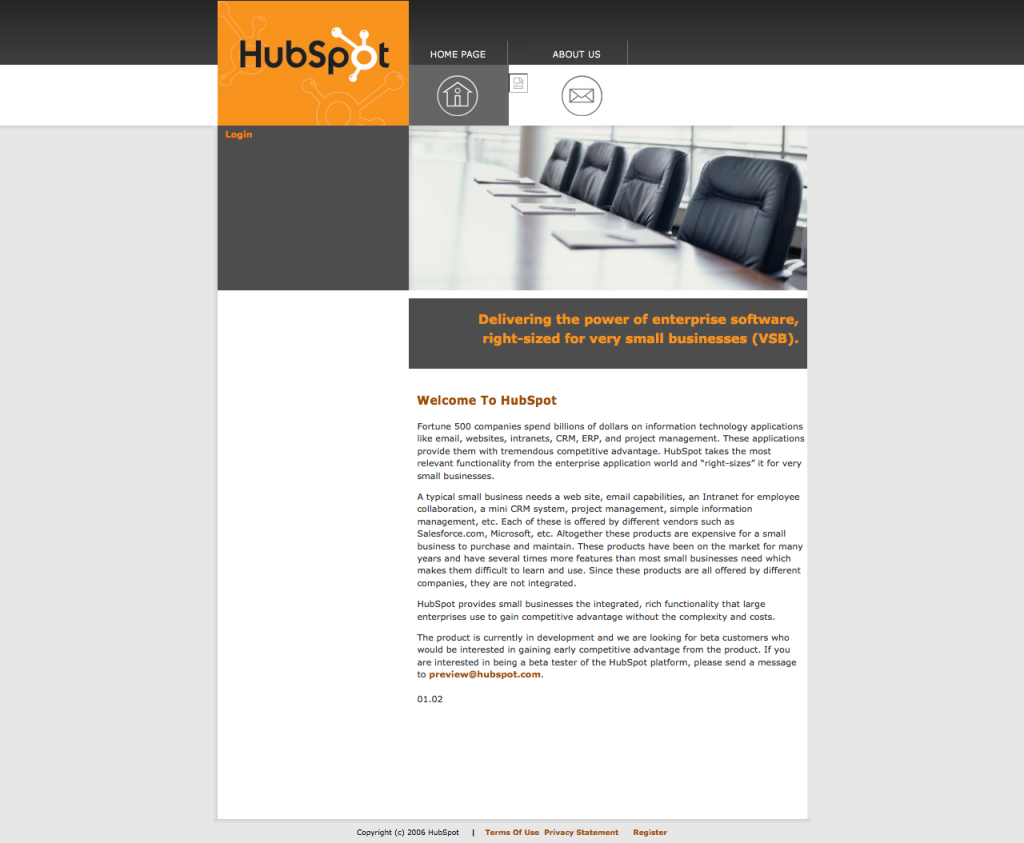 HubSpot
HOME PAGE
ABOUT US
Login
Delivering the power of enterprise software,
right-sized for very small businesses (VSB).
Welcome To HubSpot
Fortune 500 companies spend billions of dollars on information technology applications
like email, websites, intranets, CRM, ERP, and project management. These applications
provide them with tremendous competitive advantage. HubSpot takes the most
relevant functionality from the enterprise application world and “right-sizes” it for very
small businesses.
A typical small business needs a web site, email capabilities, an Intranet for employee
collaboration, a mini CRM system, project management, simple information
management, etc. Each of these is offered by different vendors such as
Salesforce.com, Microsoft, etc. Altogether these products are expensive for a small
business to purchase and maintain. These products have been on the market for many
years and have several times more features than most small businesses need which
makes them difficult to learn and use. Since these products are all offered by different
companies, they are not integrated.
HubSpot provides small businesses the integrated, rich functionality that large
enterprises use to gain competitive advantage without the complexity and costs.
The product is currently in development and we are looking for beta customers who
would be interested in gaining early competitive advantage from the product. If you
are interested in being a beta tester of the HubSpot platform, please send a message
to preview@hubspot.com.
01.02
Copyright (c) 2006 HubSpot | Terms Of Use Privacy Statement Register